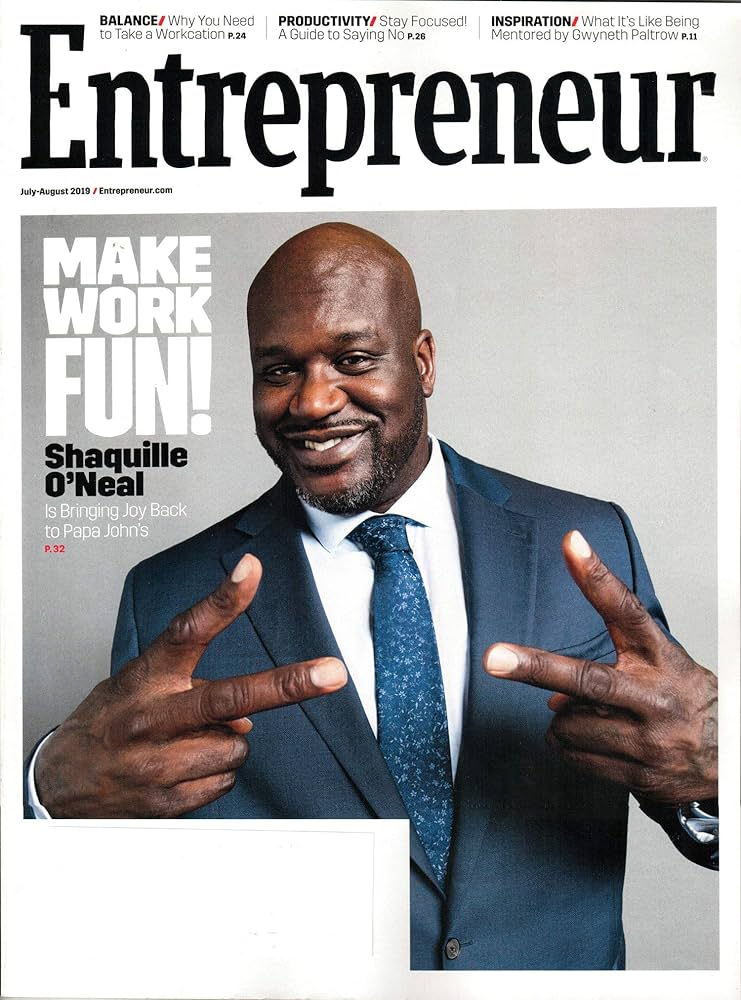 BALANCE/ Why You Need
to Take a Workcation P.24
PRODUCTIVITY/ Stay Focused!
A Guide to Saying No P.26
INSPIRATION/ What It's Like Being
Mentored by Gwyneth Paltrow P.11
Entrepreneur®
July-August 2019 / Entrepreneur.com
MAKE
WORK
FUN!
Shaquille
O'Neal
Is Bringing Joy Back
to Papa John's
P.32